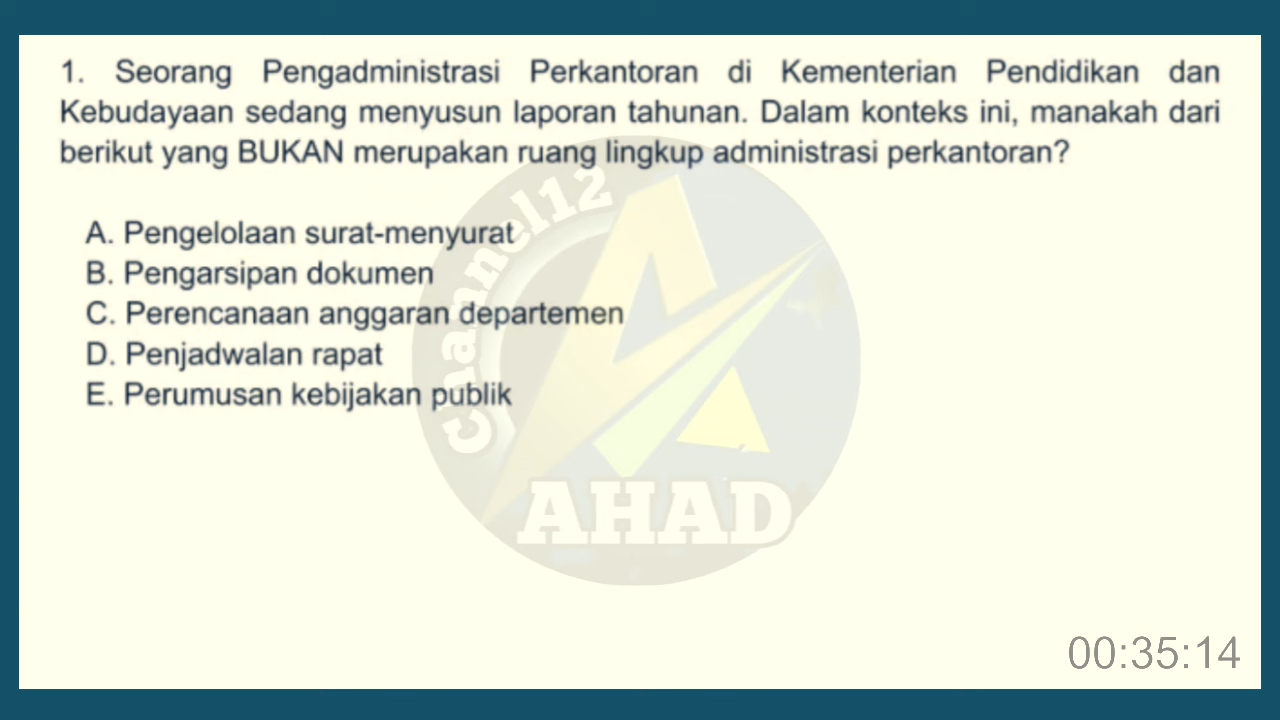 1. Seorang Pengadministrasi Perkantoran di Kementerian Pendidikan dan
Kebudayaan sedang menyusun laporan tahunan. Dalam konteks ini, manakah dari
berikut yang BUKAN merupakan ruang lingkup administrasi perkantoran?
A. Pengelolaan surat-menyurat
B. Pengarsipan dokumen
C. Perencanaan anggaran departemen
D. Penjadwalan rapat
E. Perumusan kebijakan publik
Channel12
AHAD
00:35:14